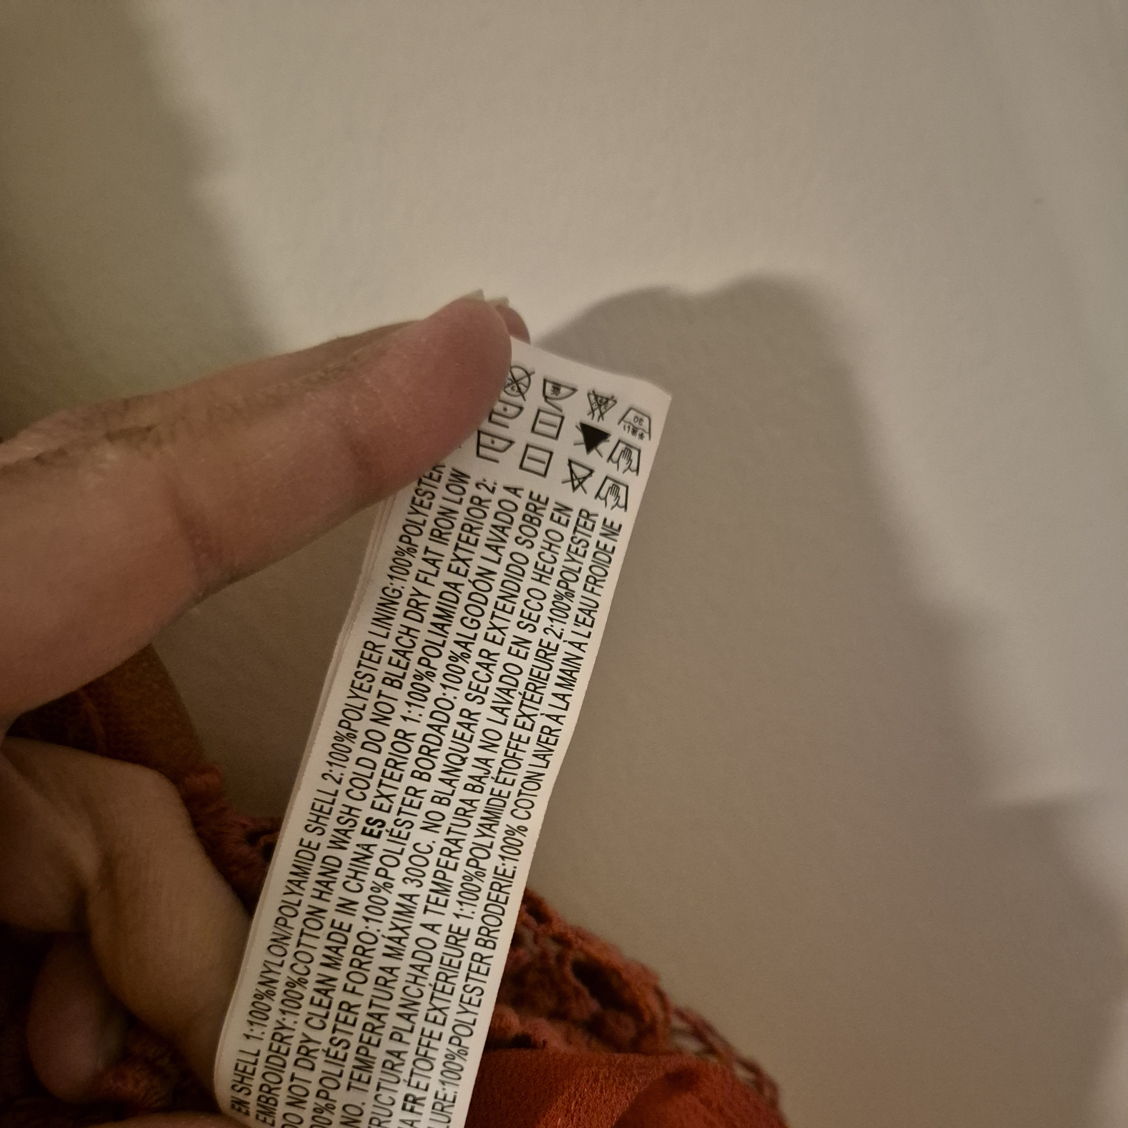 EN SHELL 1:100%NYLON/POLYAMIDE SHELL 2:100%POLYESTER LINING:100%POLYESTER
EMBROIDERY:100%COTTON HAND WASH COLD DO NOT BLEACH DRY FLAT IRON LOW
DO NOT DRY CLEAN MADE IN CHINA ES EXTERIOR 1:100%POLIAMIDA EXTERIOR 2:
00%POLIÉSTER FORRO:100%POLIÉSTER BORDADO:100%ALGODÓN LAVADO A
NO. TEMPERATURA MÁXIMA 30OC. NO BLANQUEAR SECAR EXTENDIDO SOBRE
TRUCTURA PLANCHADO A TEMPERATURA BAJA NO LAVADO EN SECO HECHO EN
A FR ÉTOFFE EXTÉRIEURE 1:100%POLYAMIDE ÉTOFFE EXTÉRIEURE 2:100%POLYESTER
LURE:100%POLYESTER BRODERIE:100% COTON LAVER À LA MAIN À L'EAU FROIDE NE